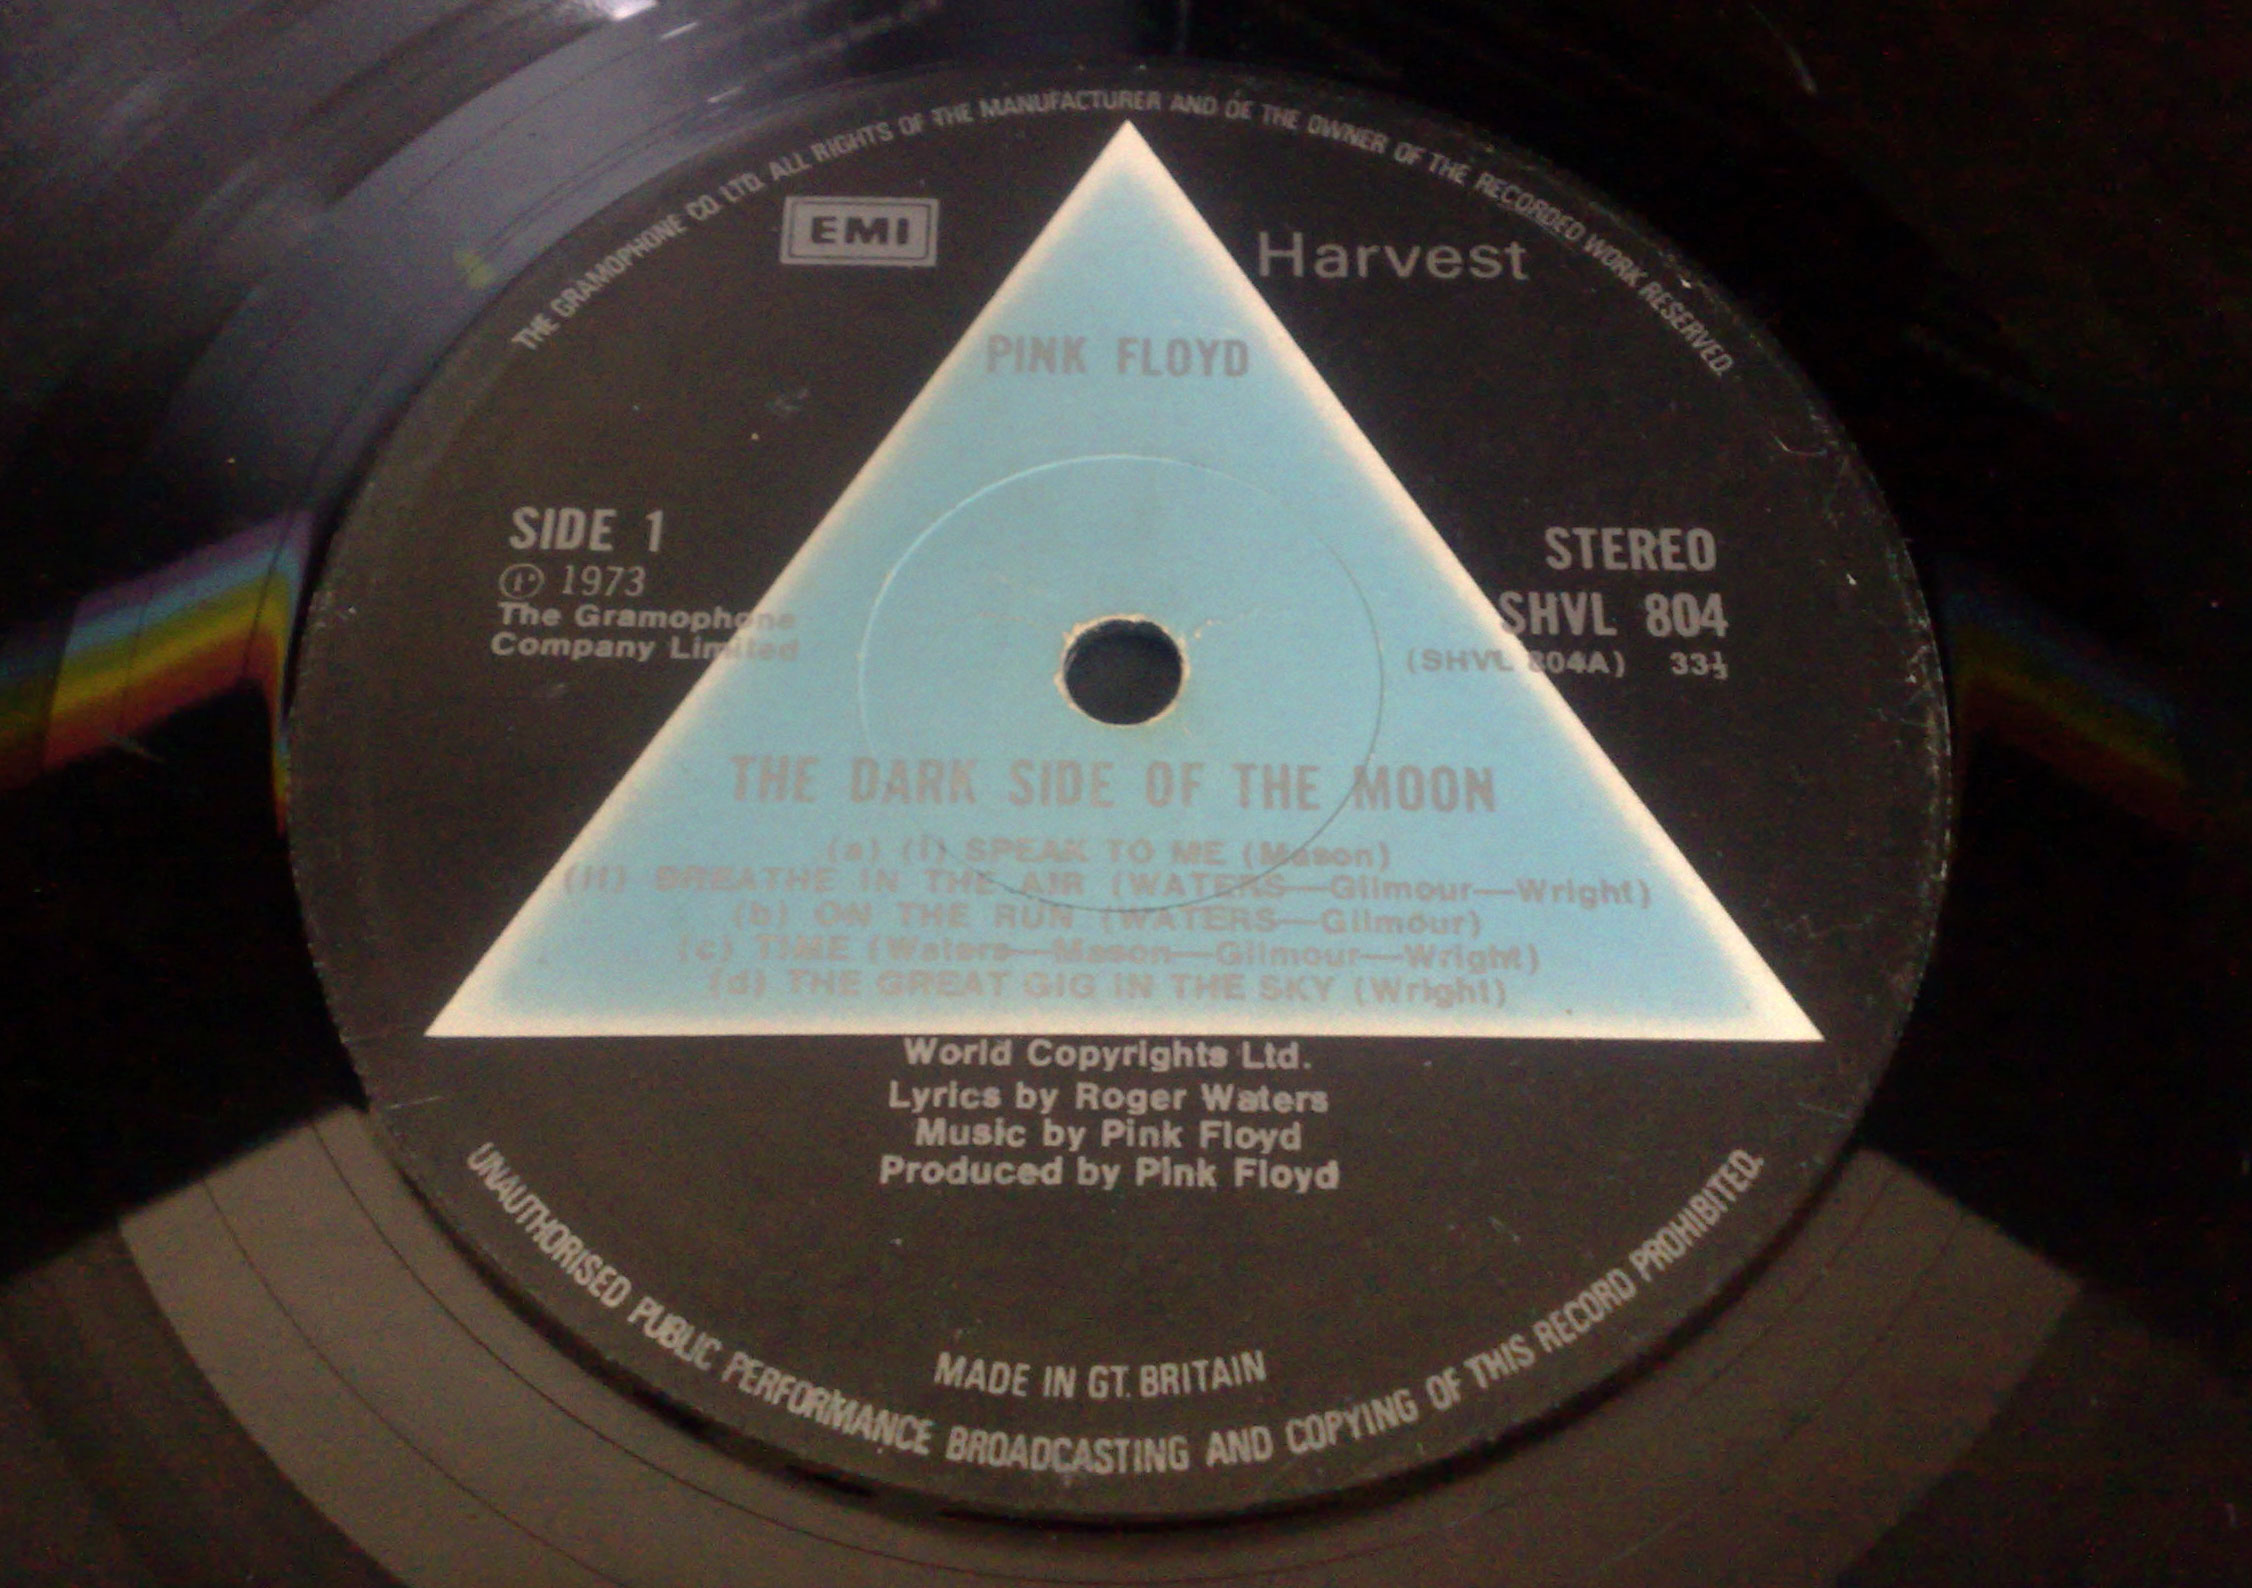 THE GRAMOPHONE CO. LTD. ALL RIGHTS OF THE MANUFACTURER AND OF THE OWNER OF THE RECORDED WORK RESERVED.
EMI
Harvest
PINK FLOYD
SIDE 1
Ⓟ 1973
The Gramophone
Company Limited
STEREO
SHVL 804
(SHVL 804A) 33⅓
THE DARK SIDE OF THE MOON
(a) (i) SPEAK TO ME (Mason)
(ii) BREATHE IN THE AIR (WATERS—Gilmour—Wright)
(b) ON THE RUN (WATERS—Gilmour)
(c) TIME (Waters—Mason—Gilmour—Wright)
(d) THE GREAT GIG IN THE SKY (Wright)
World Copyrights Ltd.
Lyrics by Roger Waters
Music by Pink Floyd
Produced by Pink Floyd
MADE IN GT. BRITAIN
UNAUTHORISED PUBLIC PERFORMANCE BROADCASTING AND COPYING OF THIS RECORD PROHIBITED.